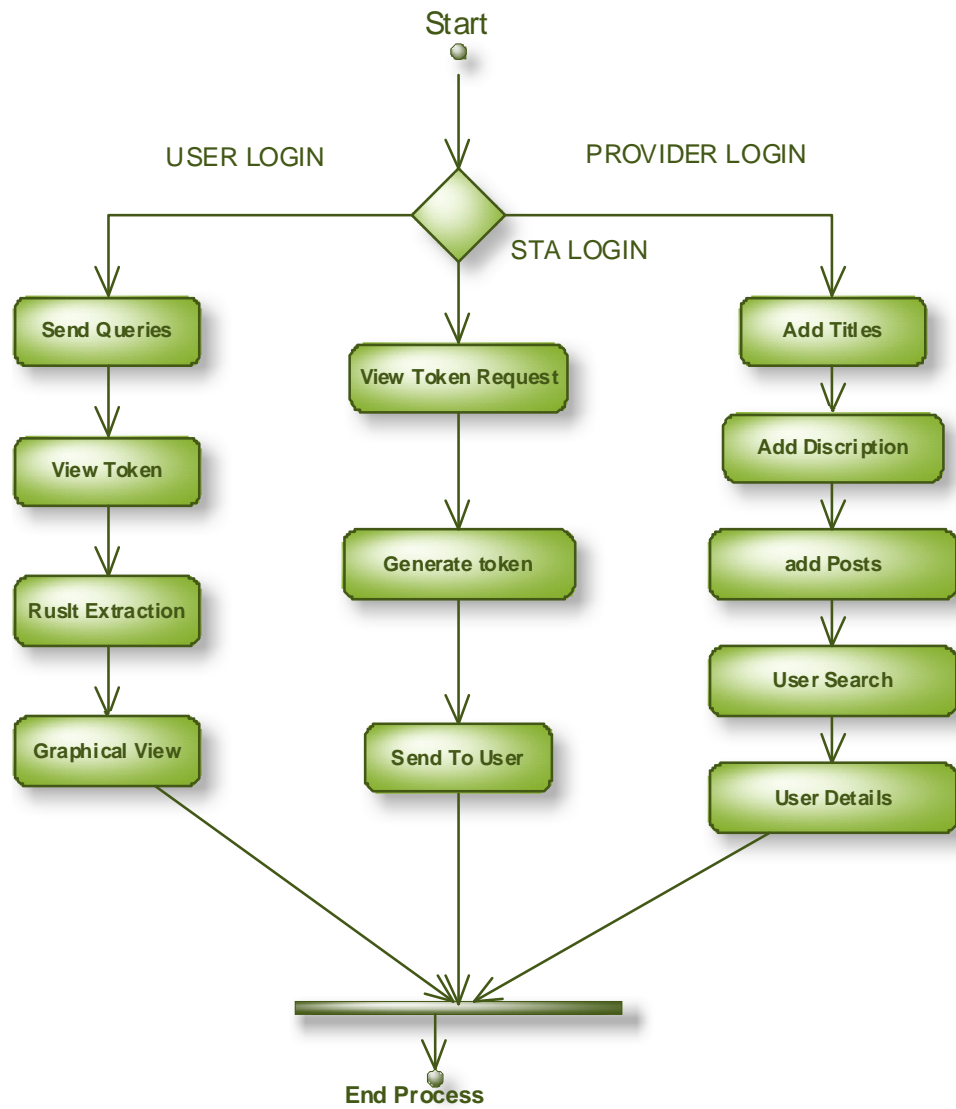 Start
USER LOGIN
PROVIDER LOGIN
STA LOGIN
Send Queries
View Token
Ruslt Extraction
Graphical View
View Token Request
Generate token
Send To User
Add Titles
Add Discription
add Posts
User Search
User Details
End Process